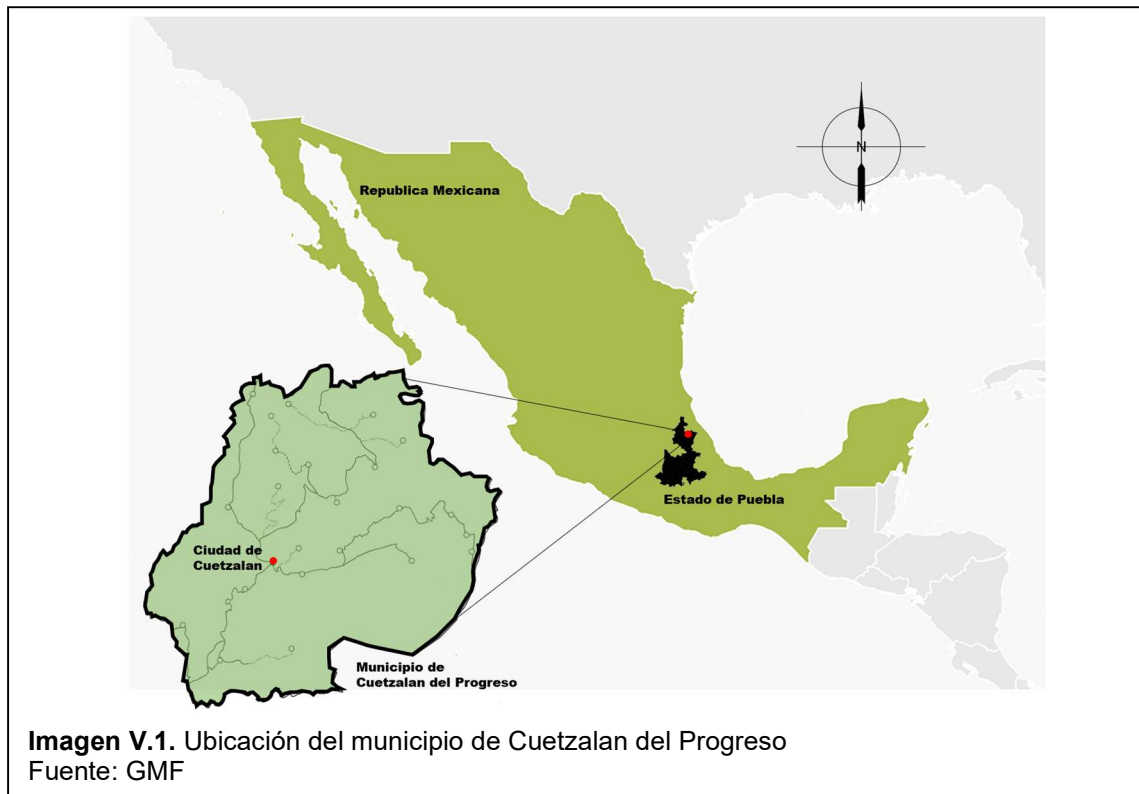 Republica Mexicana
N
Estado de Puebla
Ciudad de
Cuetzalan
Municipio de
Cuetzalan del Progreso
Imagen V.1. Ubicación del municipio de Cuetzalan del Progreso
Fuente: GMF